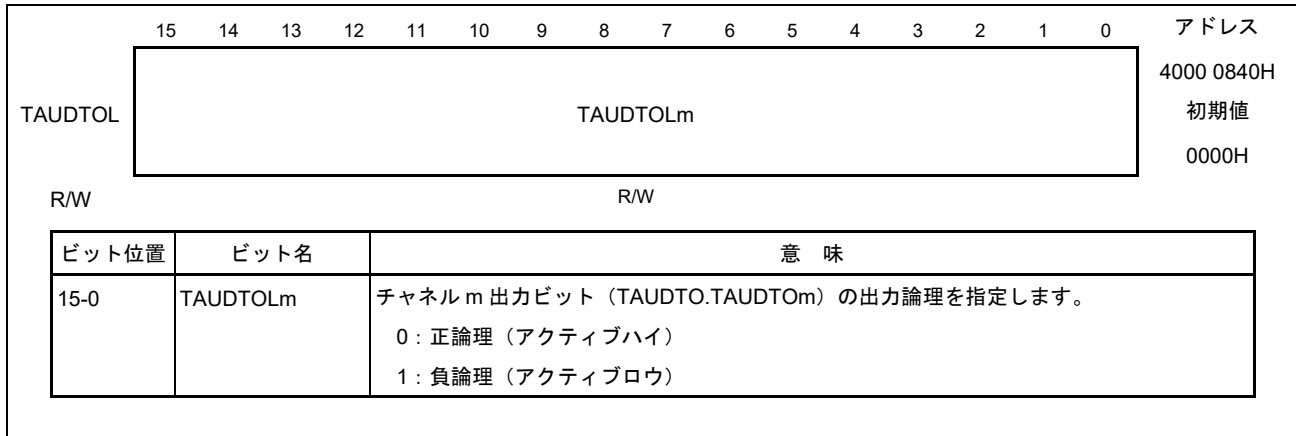 15 14 13 12 11 10 9 8 7 6 5 4 3 2 1 0 アドレス
4000 0840H
TAUDTOL TAUDTOLm 初期値
0000H
R/W R/W
ビット位置 ビット名 意 味
15-0 TAUDTOLm チャネル m 出力ビット（TAUDTO.TAUDTOm）の出力論理を指定します。
0：正論理（アクティブハイ）
1：負論理（アクティブロウ）